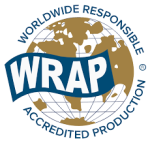 WORLDWIDE RESPONSIBLE
WRAP
ACCREDITED PRODUCTION
©